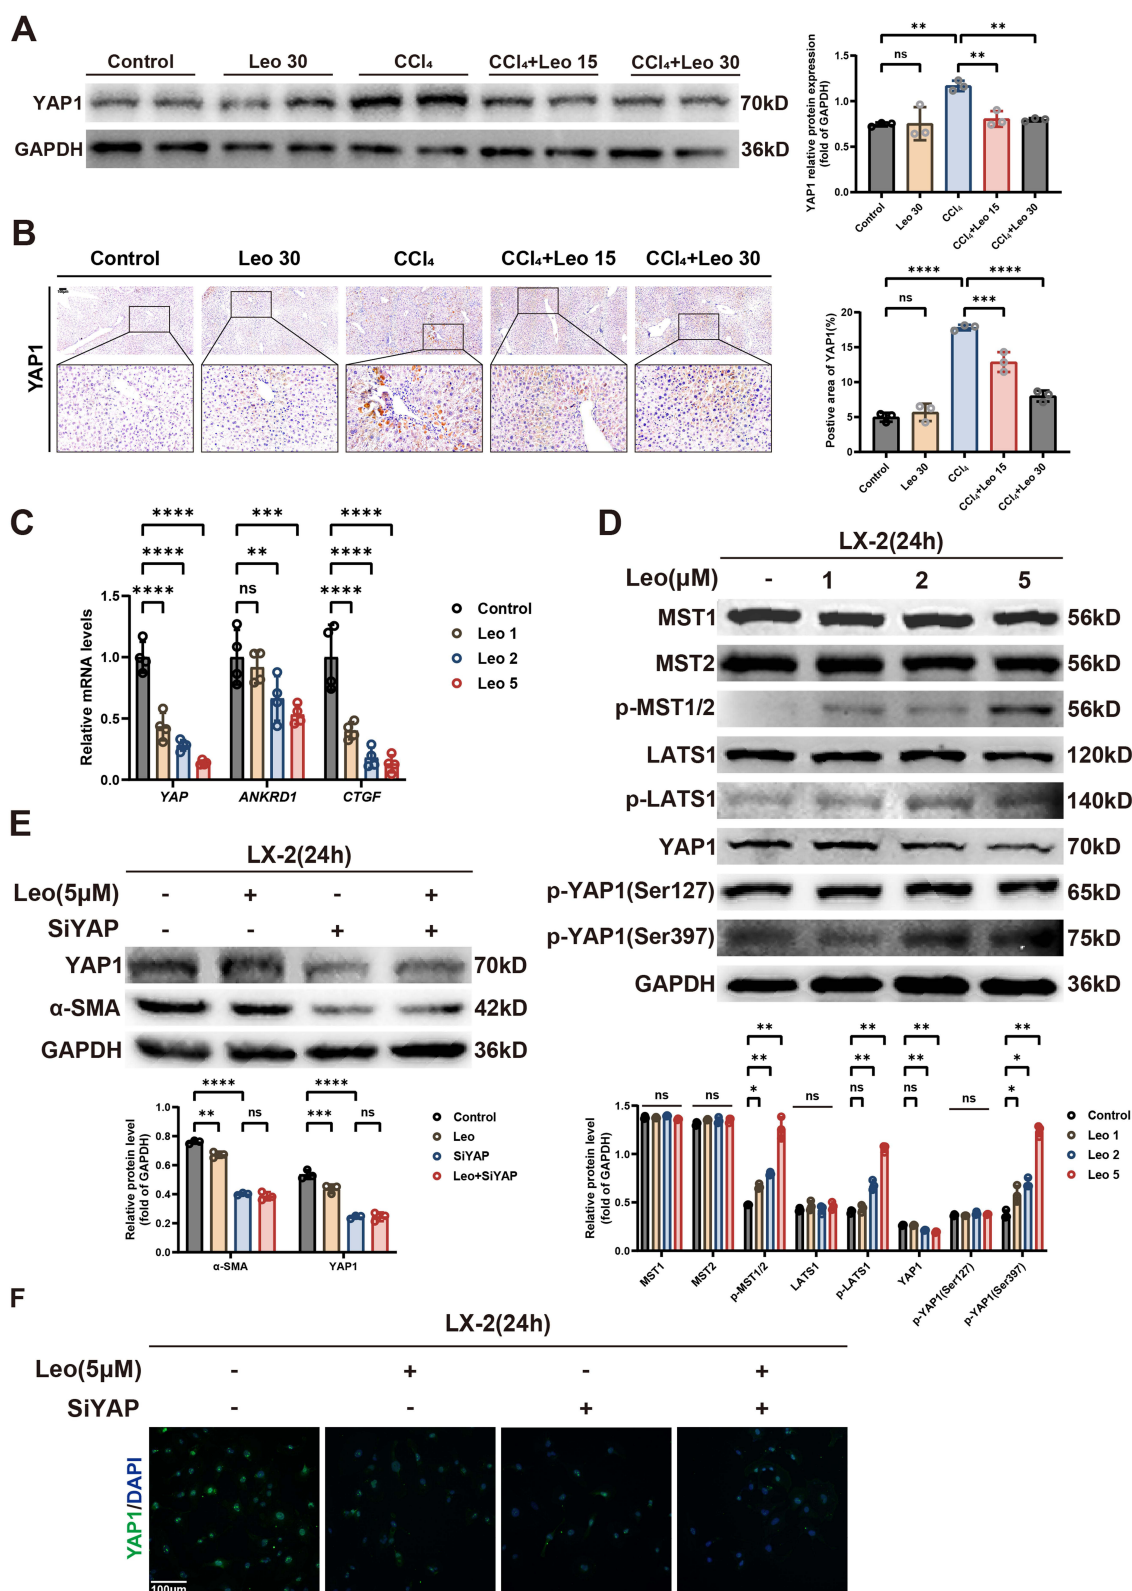 A
Control Leo 30 CCl₄ CCl₄+Leo 15 CCl₄+Leo 30
YAP1 70kD
GAPDH 36kD
YAP1 relative protein expression
(fold of GAPDH)
** **
ns **
1.5
1.0
0.5
0.0
Control Leo 30 CCl₄ CCl₄+Leo 15 CCl₄+Leo 30
B
Control Leo 30 CCl₄ CCl₄+Leo 15 CCl₄+Leo 30
YAP1
Postive area of YAP1(%)
**** ****
ns ***
20
15
10
5
0
Control Leo 30 CCl₄ CCl₄+Leo 15 CCl₄+Leo 30
C
**** *** ****
**** ** ****
**** ns ****
Relative mRNA levels
1.5
1.0
0.5
0.0
YAP ANKRD1 CTGF
Control
Leo 1
Leo 2
Leo 5
D
LX-2(24h)
Leo(μM) - 1 2 5
MST1 56kD
MST2 56kD
p-MST1/2 56kD
LATS1 120kD
p-LATS1 140kD
YAP1 70kD
p-YAP1(Ser127) 65kD
p-YAP1(Ser397) 75kD
GAPDH 36kD
** ** ** **
** ** ** *
ns ns * ns ns ns ns *
Relative protein level
(fold of GAPDH)
1.5
1.0
0.5
0.0
MST1 MST2 p-MST1/2 LATS1 p-LATS1 YAP1 p-YAP1(Ser127) p-YAP1(Ser397)
Control
Leo 1
Leo 2
Leo 5
E
LX-2(24h)
Leo(5μM) - + - +
SiYAP - - + +
YAP1 70kD
α-SMA 42kD
GAPDH 36kD
**** ****
** ns *** ns
Relative protein level
(fold of GAPDH)
1.0
0.8
0.6
0.4
0.2
0.0
α-SMA YAP1
Control
Leo
SiYAP
Leo+SiYAP
F
LX-2(24h)
Leo(5μM) - + - +
SiYAP - - + +
YAP1/DAPI
100μm